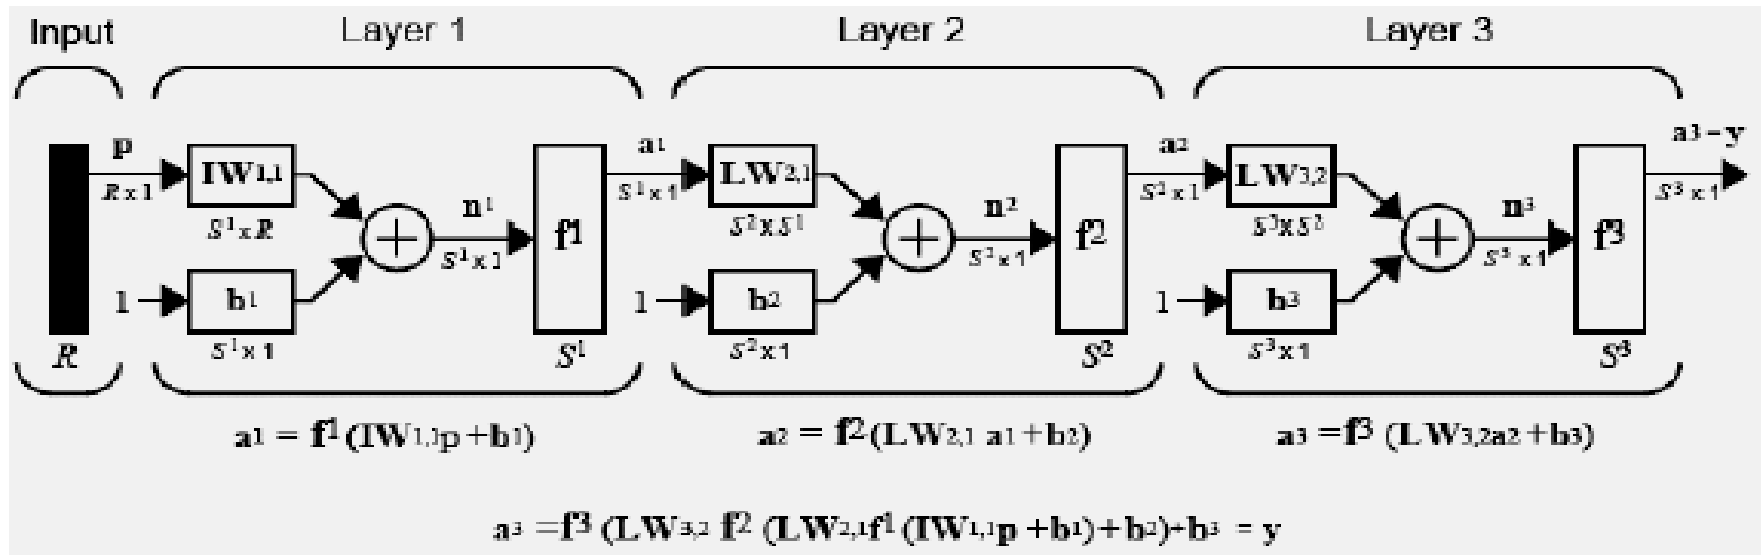 Input Layer 1 Layer 2 Layer 3
p a1 a2 a3 – y
IW1,1 LW2,1 LW3,2
R x 1 S1 x 1 S2 x 1 S3 x 1
n1 n2 n3
S1 x R S2 x S1 S3 x S2
f1 f2 f3
S1 x 1 S2 x 1 S3 x 1
1 b1 1 b2 1 b3
R S1 x 1 S1 S2 x 1 S2 S3 x 1 S3
a1 = f1(IW1,1p + b1) a2 = f2(LW2,1 a1 + b2) a3 = f3 (LW3,2a2 + b3)
a3 = f3 (LW3,2 f2 (LW2,1f1 (IW1,1p + b1) + b2) + b3 = y